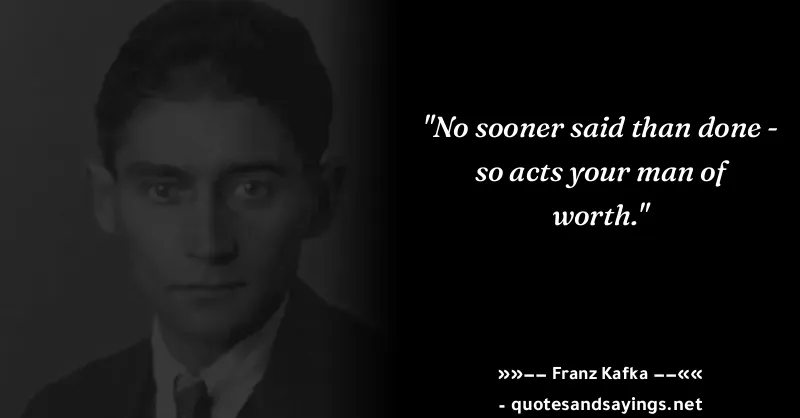 "No sooner said than done -
so acts your man of
worth."
»»−− Franz Kafka −−««
- quotesandsayings.net